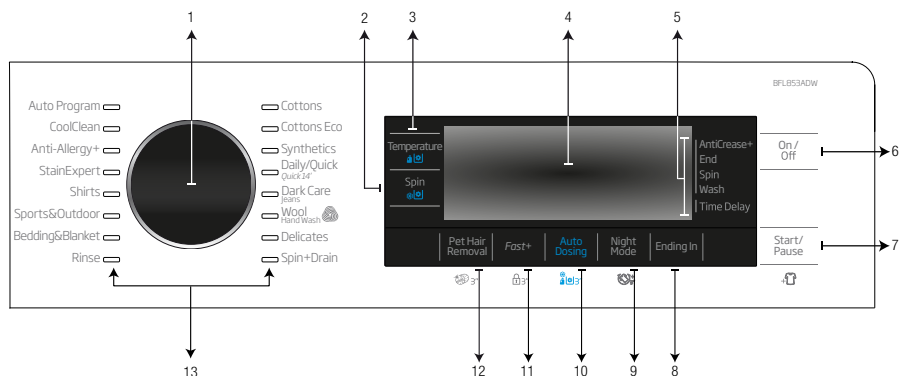 1
2
3
4
5
BFLB53ADW
Auto Program
CoolClean
Anti-Allergy+
StainExpert
Shirts
Sports&Outdoor
Bedding&Blanket
Rinse
Cottons
Cottons Eco
Synthetics
Daily/Quick
Quick 14'
Dark Care
Jeans
Wool
Hand Wash
Delicates
Spin+Drain
Temperature
Spin
AntiCrease+
End
Spin
Wash
Time Delay
On /
Off
6
Pet Hair
Removal
Fast+
Auto
Dosing
Night
Mode
Ending In
Start/
Pause
7
3"
3"
3"
13
12
11
10
9
8